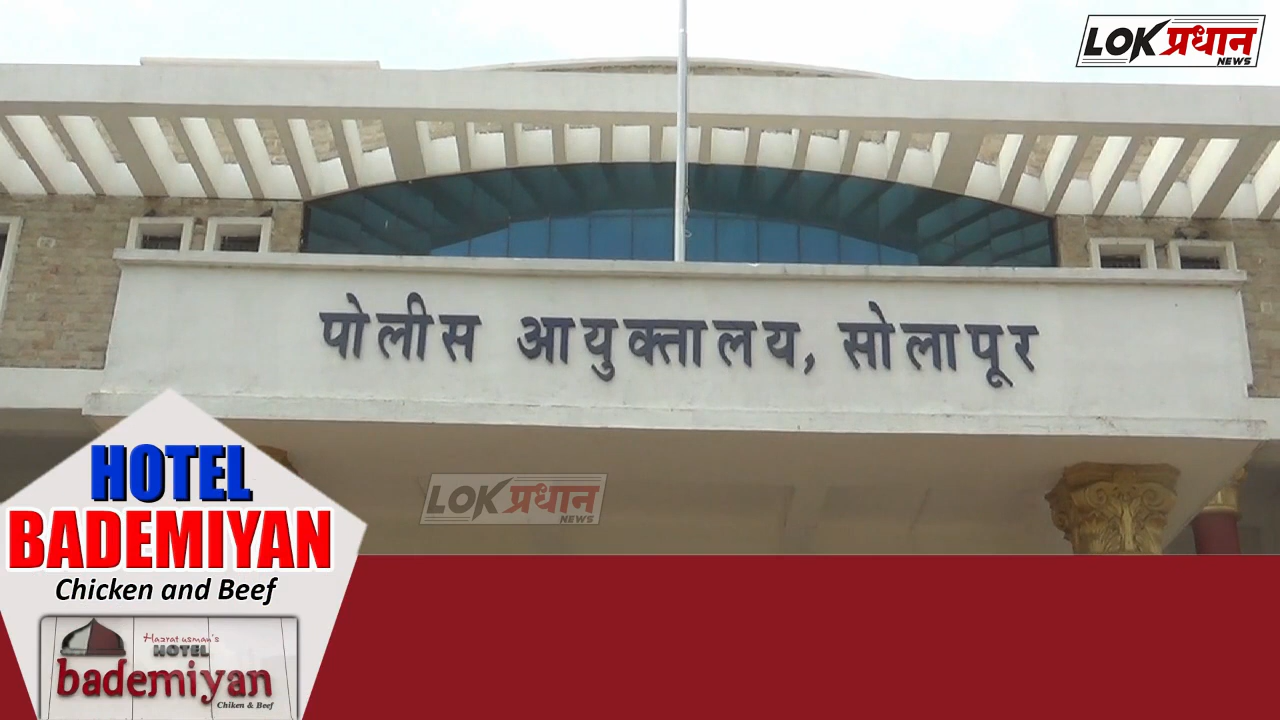 LOK प्रधान
NEWS
पोलीस आयुक्तालय, सोलापूर
HOTEL
BADEMIYAN
Chicken and Beef
LOK प्रधान
NEWS
Hazrat usman's
HOTEL
bademiyan
Chiken & Beef